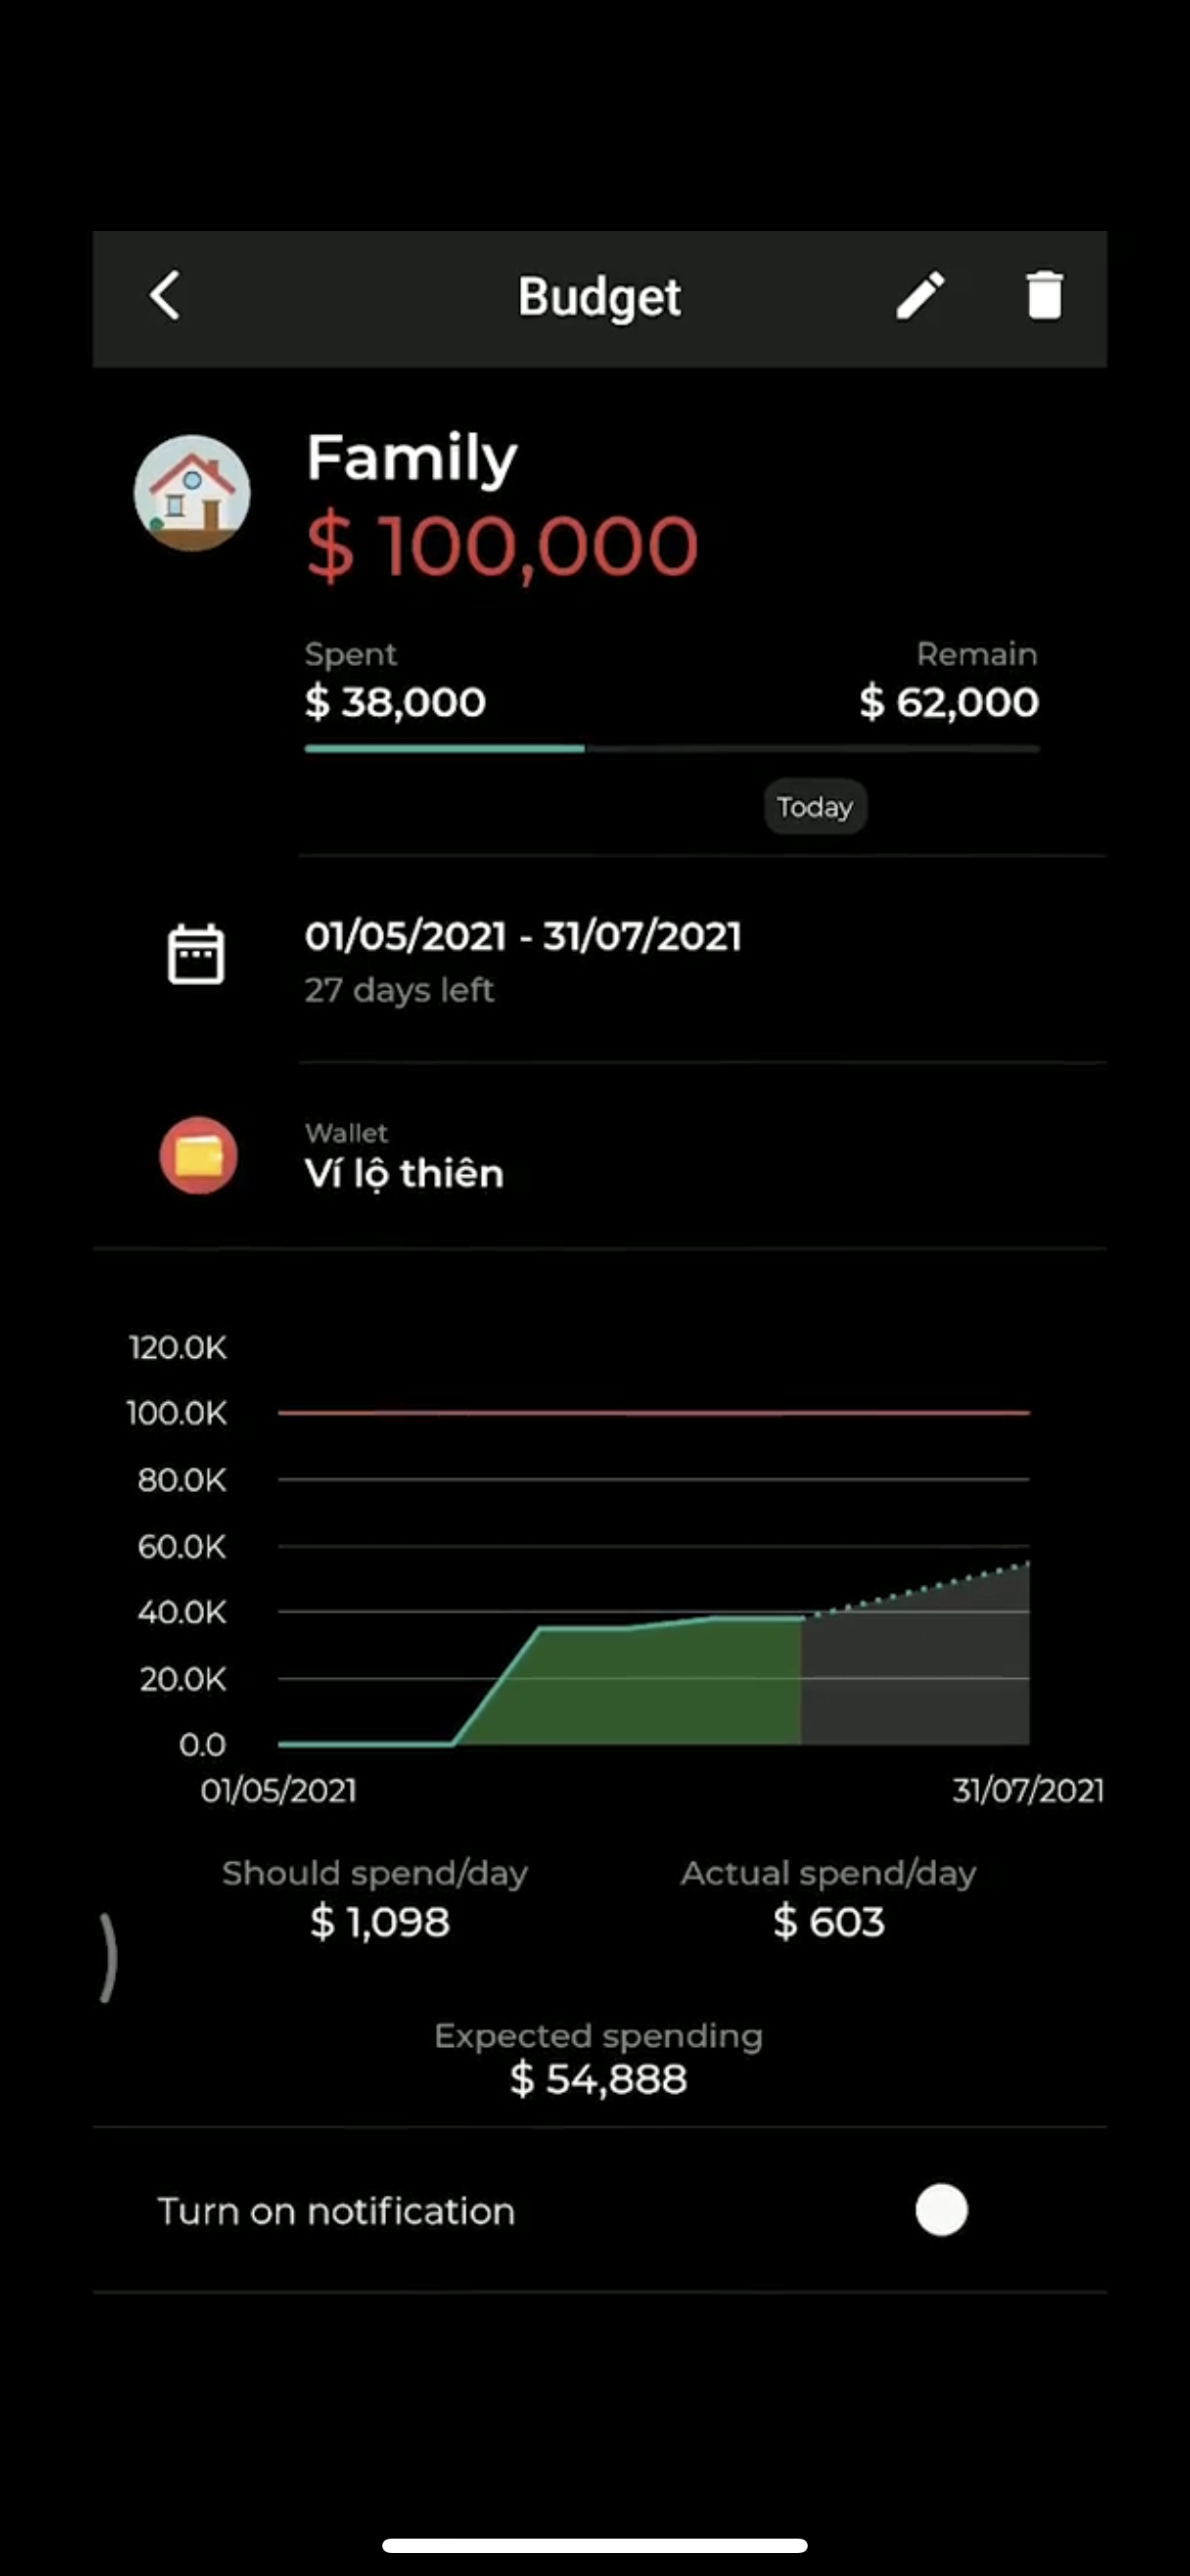 Budget
Family
$ 100,000
Spent Remain
$ 38,000 $ 62,000
Today
01/05/2021 - 31/07/2021
27 days left
Wallet
Ví lộ thiên
120.0K
100.0K
80.0K
60.0K
40.0K
20.0K
0.0
01/05/2021 31/07/2021
Should spend/day Actual spend/day
$ 1,098 $ 603
Expected spending
$ 54,888
Turn on notification